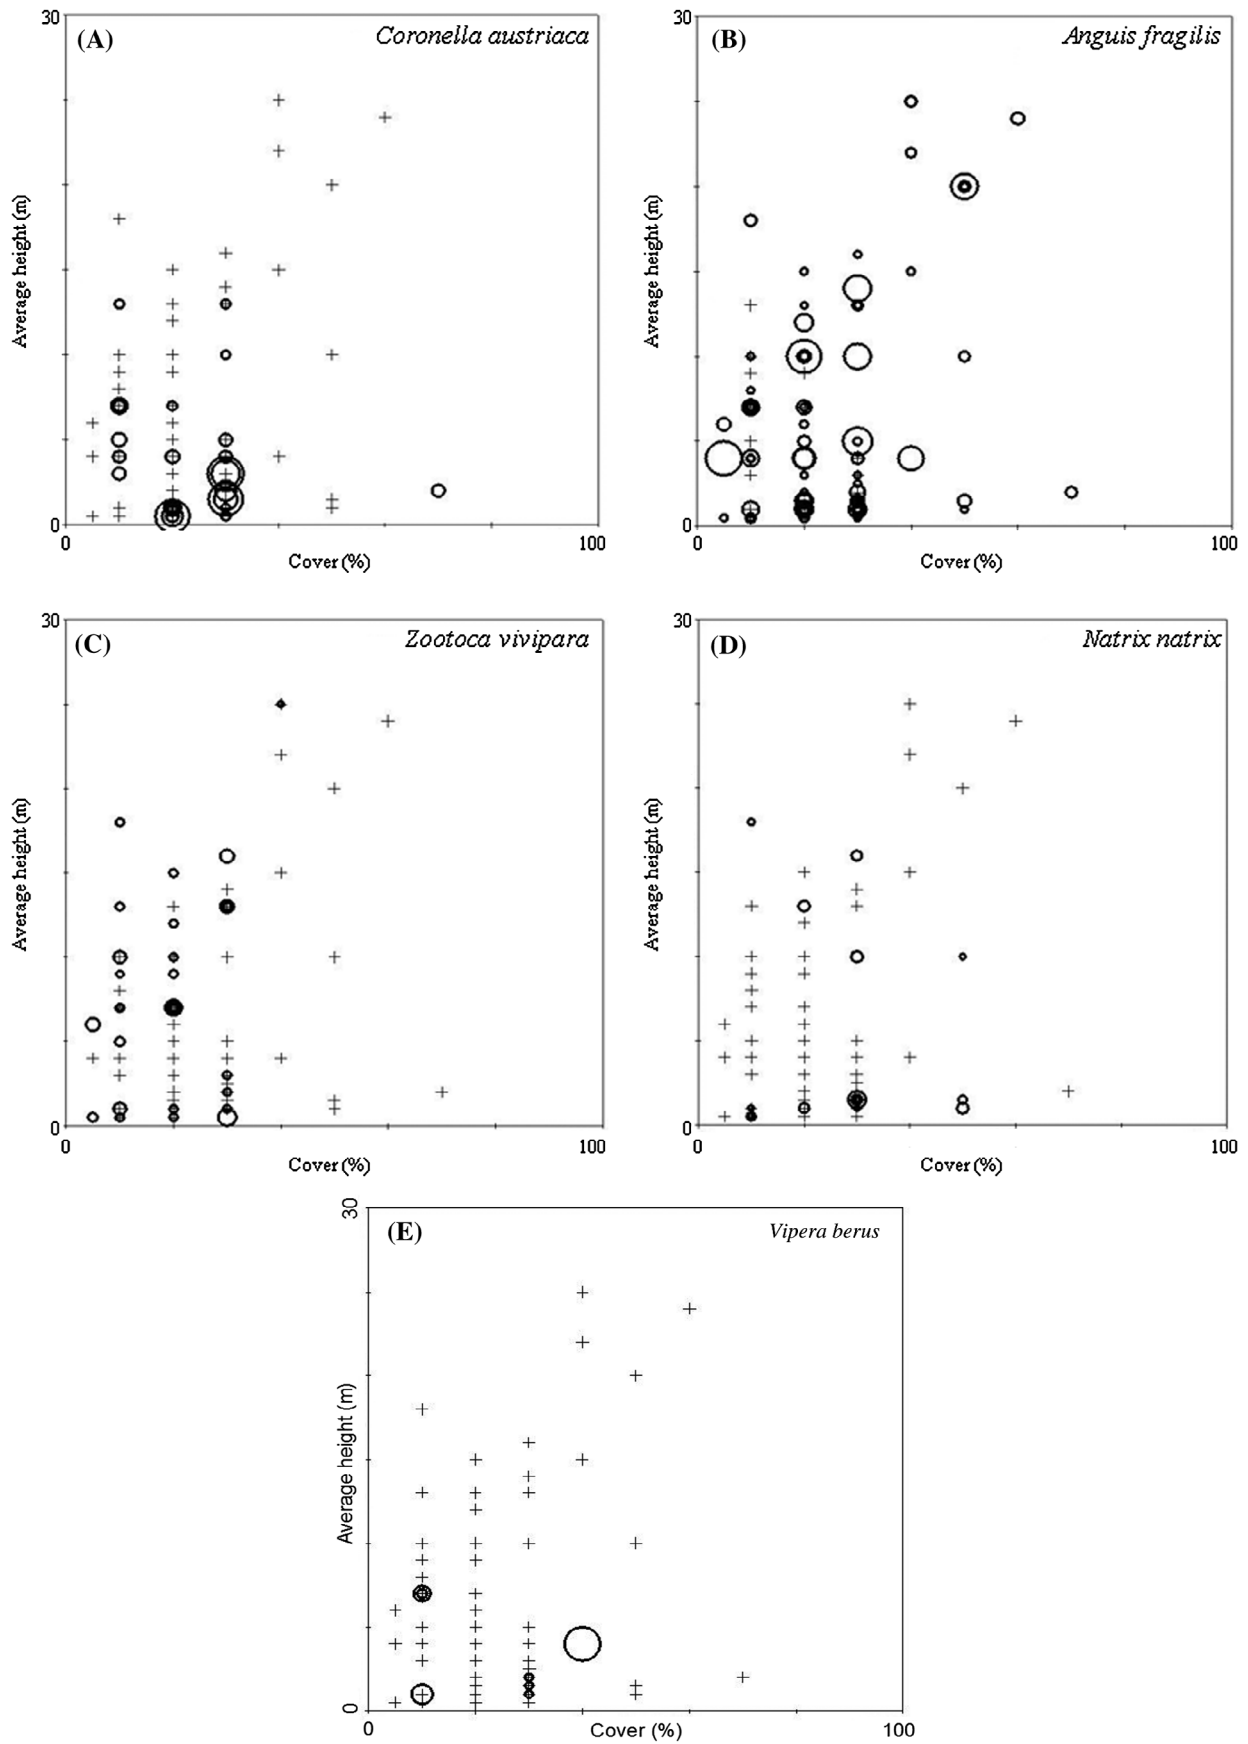 30
(A)
Coronella austriaca
Average height (m)
0
0
100
Cover (%)
30
(B)
Anguis fragilis
Average height (m)
0
0
100
Cover (%)
30
(C)
Zootoca vivipara
Average height (m)
0
0
100
Cover (%)
30
(D)
Natrix natrix
Average height (m)
0
0
100
Cover (%)
30
(E)
Vipera berus
Average height (m)
0
0
100
Cover (%)